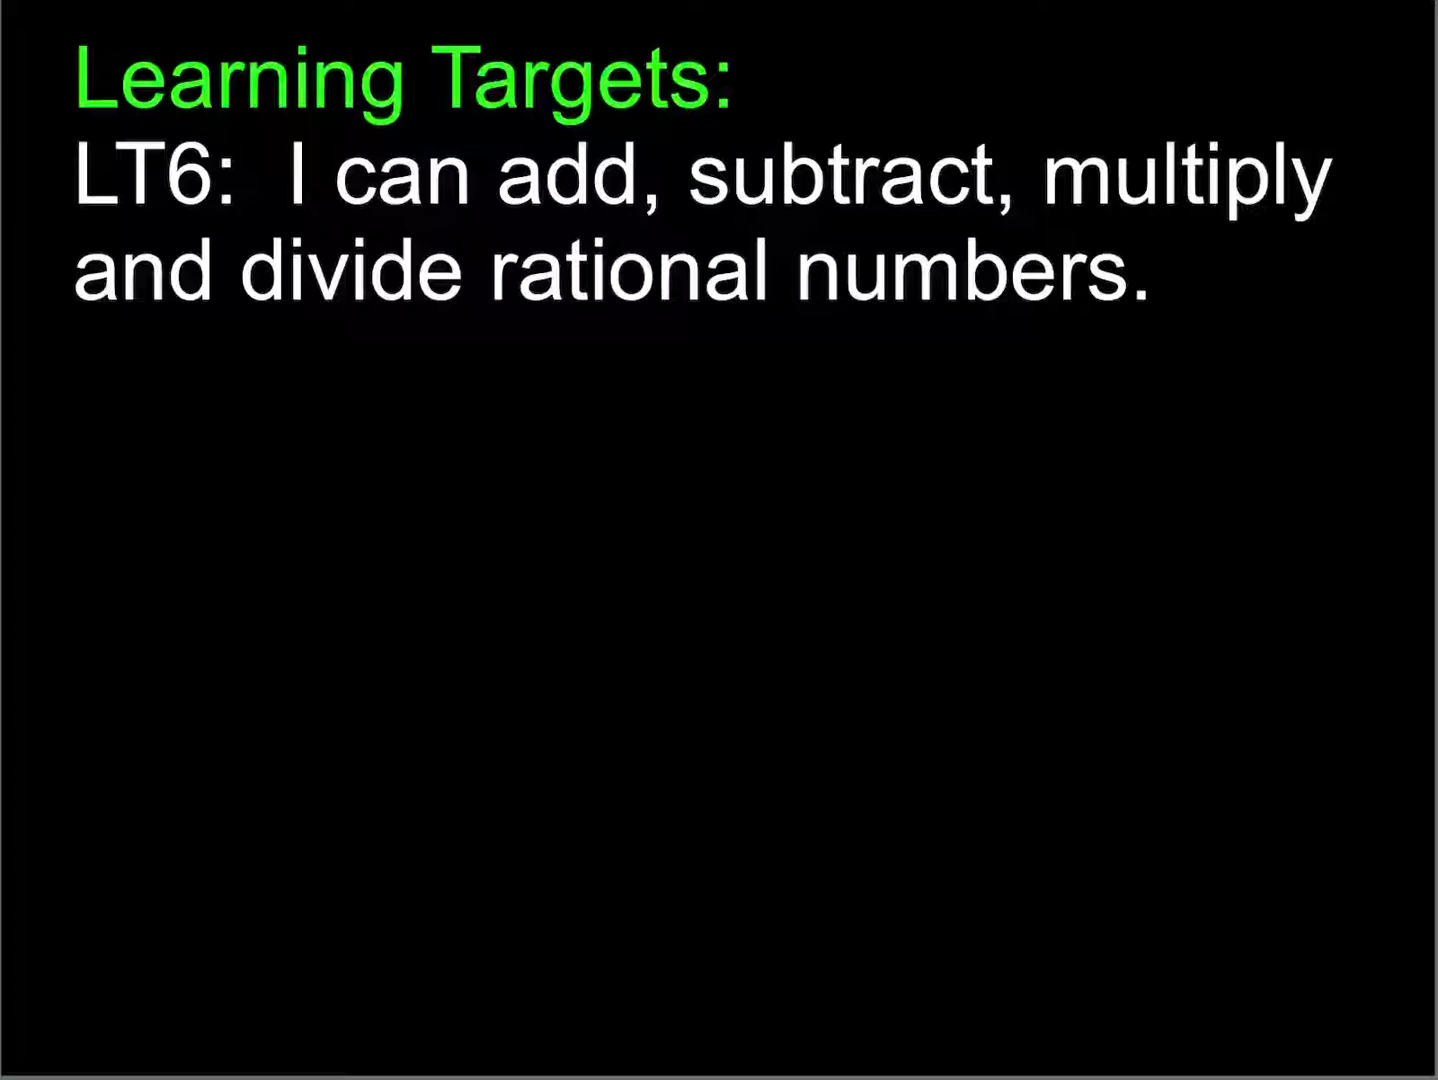 Learning Targets:
LT6:  I can add, subtract, multiply
and divide rational numbers.